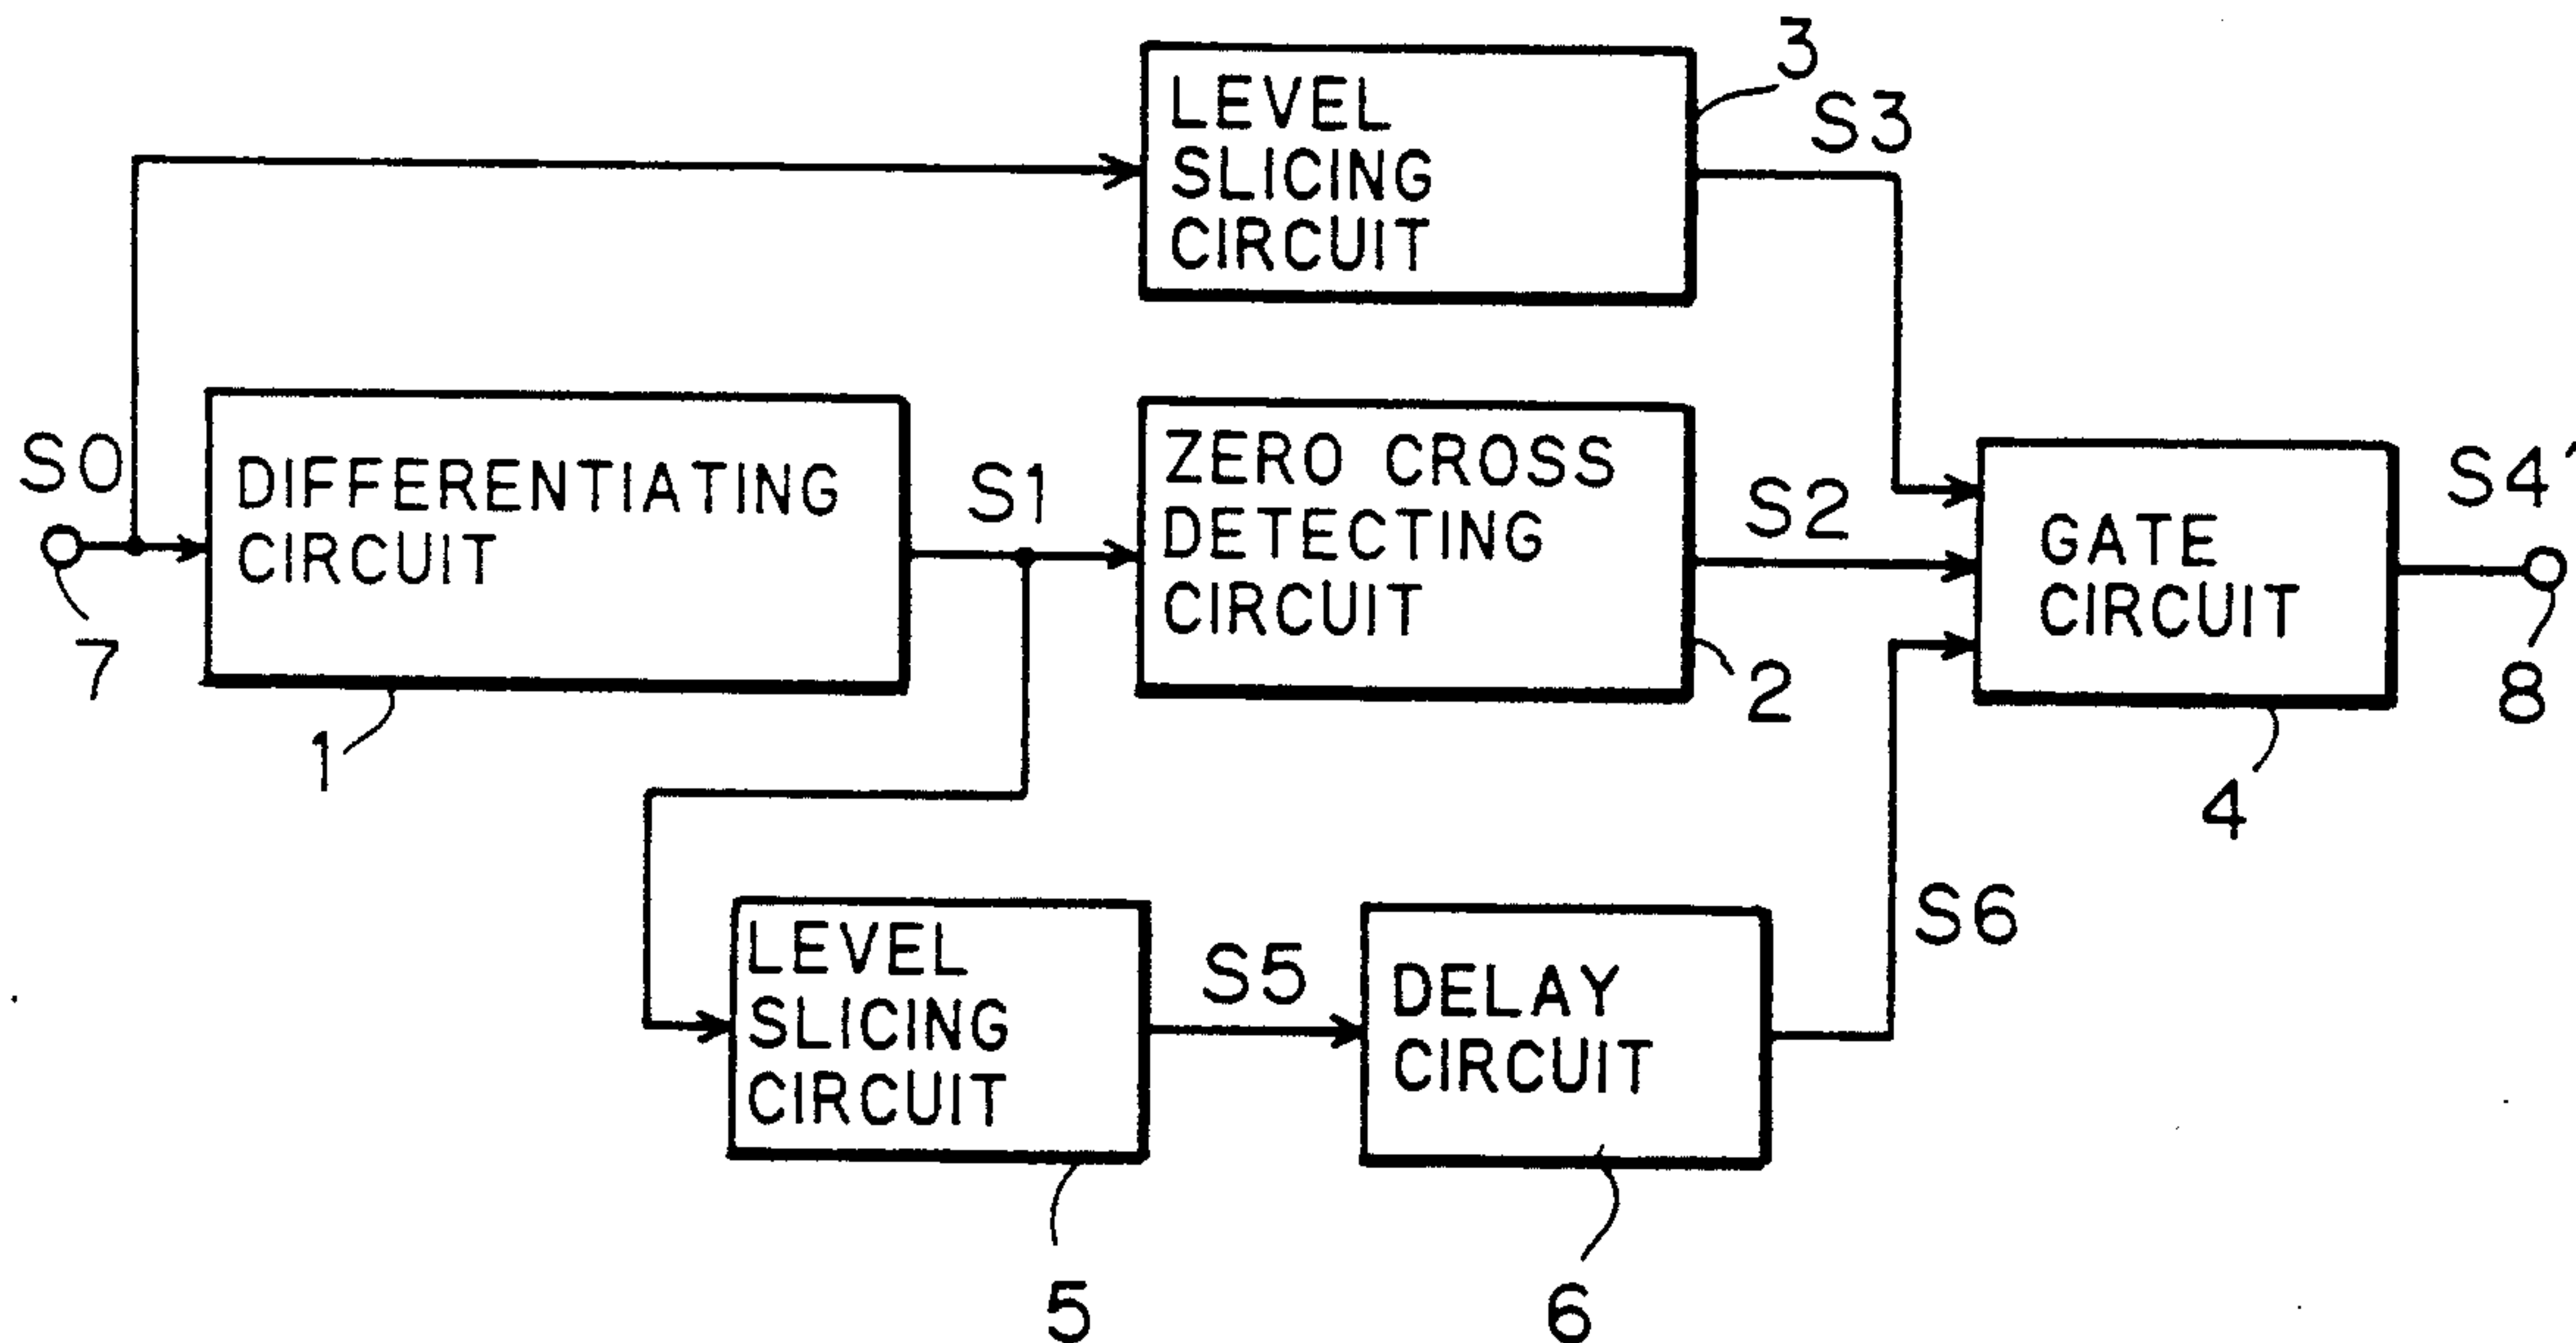 3
LEVEL
SLICING
CIRCUIT
S3
S0
DIFFERENTIATING
CIRCUIT
S1
ZERO CROSS
DETECTING
CIRCUIT
S2
GATE
CIRCUIT
S4'
7
1
2
4
8
LEVEL
SLICING
CIRCUIT
S5
DELAY
CIRCUIT
S6
5
6